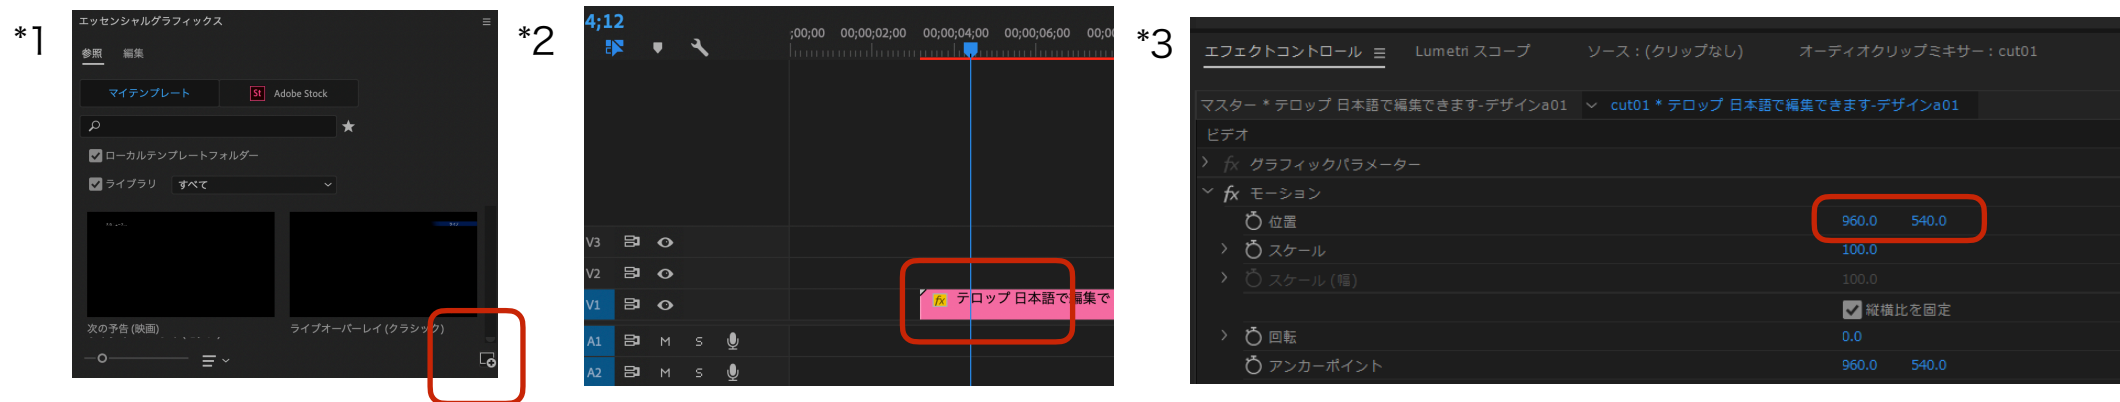 *1
エッセンシャルグラフィックス
参照 編集
マイテンプレート St Adobe Stock
ローカルテンプレートフォルダー
ライブラリ すべて
次の予告 (映画) ライブオーバーレイ (クラシック)
*2
4;12
;00;00 00;00;02;00 00;00;04;00 00;00;06;00 00;0
V3
V2
V1 fx テロップ 日本語で編集で
A1 M S
A2 M S
*3
エフェクトコントロール Lumetri スコープ ソース : (クリップなし) オーディオクリップミキサー : cut01
マスター * テロップ 日本語で編集できます-デザインa01 cut01 * テロップ 日本語で編集できます-デザインa01
ビデオ
fx グラフィックパラメーター
fx モーション
位置 960.0 540.0
スケール 100.0
スケール (幅) 100.0
縦横比を固定
回転 0.0
アンカーポイント 960.0 540.0